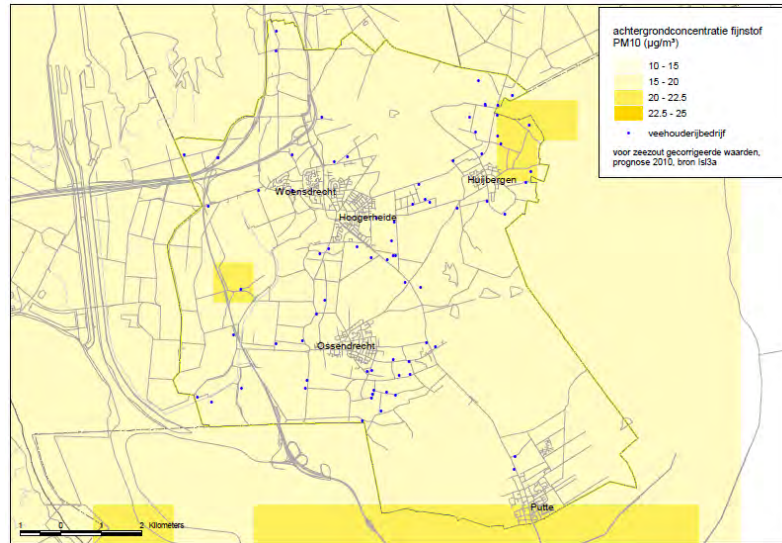 achtergrondconcentratie fijnstof
PM10 (µg/m³)
10 - 15
15 - 20
20 - 22.5
22.5 - 25
veehouderijbedrijf
voor zeezout gecorrigeerde waarden,
prognose 2010, bron Isl3a
Woensdrecht
Huijbergen
Hoogerheide
Ossendrecht
Putte
1 0 1 2 Kilometers